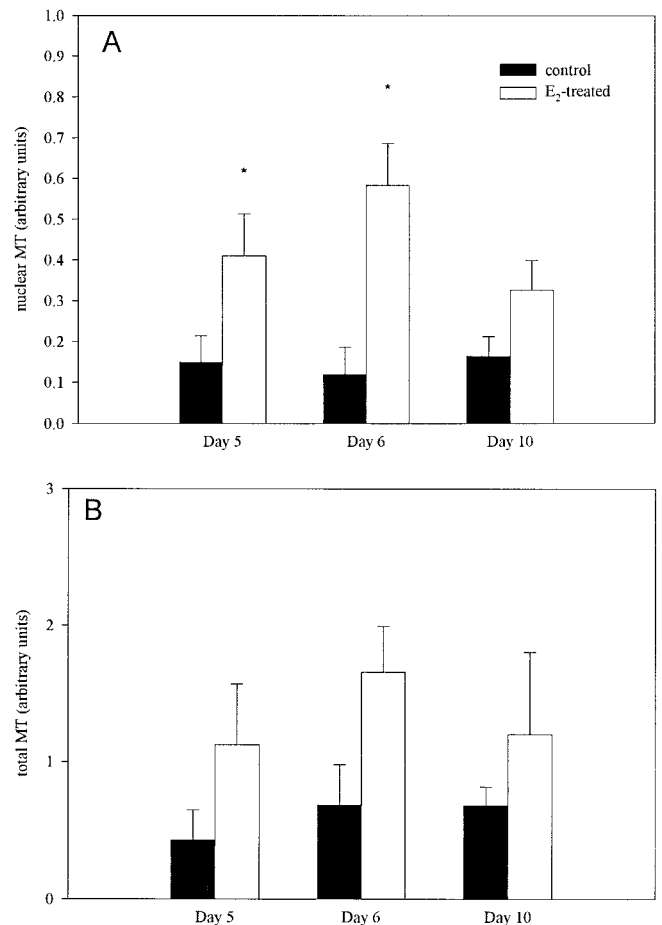 A
1.0
0.9
0.8
0.7
0.6
0.5
0.4
0.3
0.2
0.1
0.0
nuclear MT (arbitrary units)
control
E₂-treated
*
*
Day 5
Day 6
Day 10
B
3
2
1
0
total MT (arbitrary units)
Day 5
Day 6
Day 10